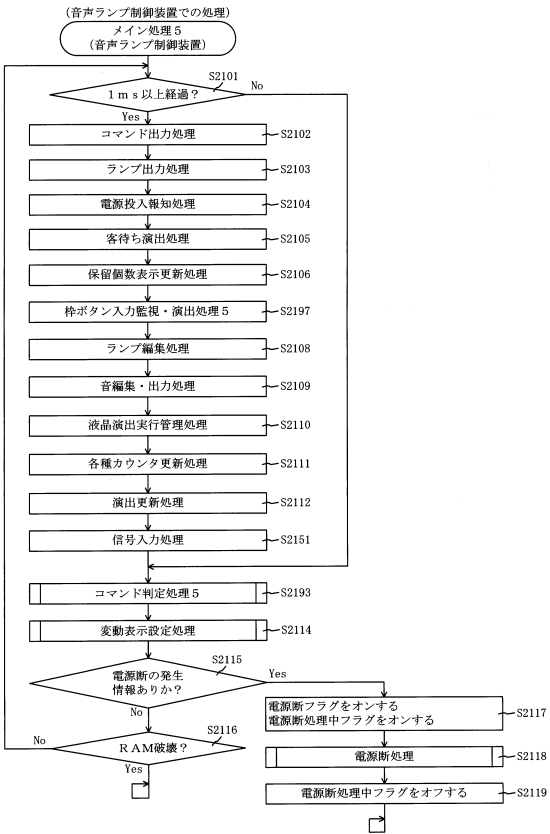 (音声ランプ制御装置での処理)
メイン処理5
(音声ランプ制御装置)
S2101
1ms以上経過?
No
Yes
コマンド出力処理
S2102
ランプ出力処理
S2103
電源投入報知処理
S2104
客待ち演出処理
S2105
保留個数表示更新処理
S2106
枠ボタン入力監視・演出処理5
S2197
ランプ編集処理
S2108
音編集・出力処理
S2109
液晶演出実行管理処理
S2110
各種カウンタ更新処理
S2111
演出更新処理
S2112
信号入力処理
S2151
コマンド判定処理5
S2193
変動表示設定処理
S2114
S2115
電源断の発生
情報ありか?
Yes
No
電源断フラグをオンする
電源断処理中フラグをオンする
S2117
S2116
RAM破壊?
No
Yes
電源断処理
S2118
電源断処理中フラグをオフする
S2119